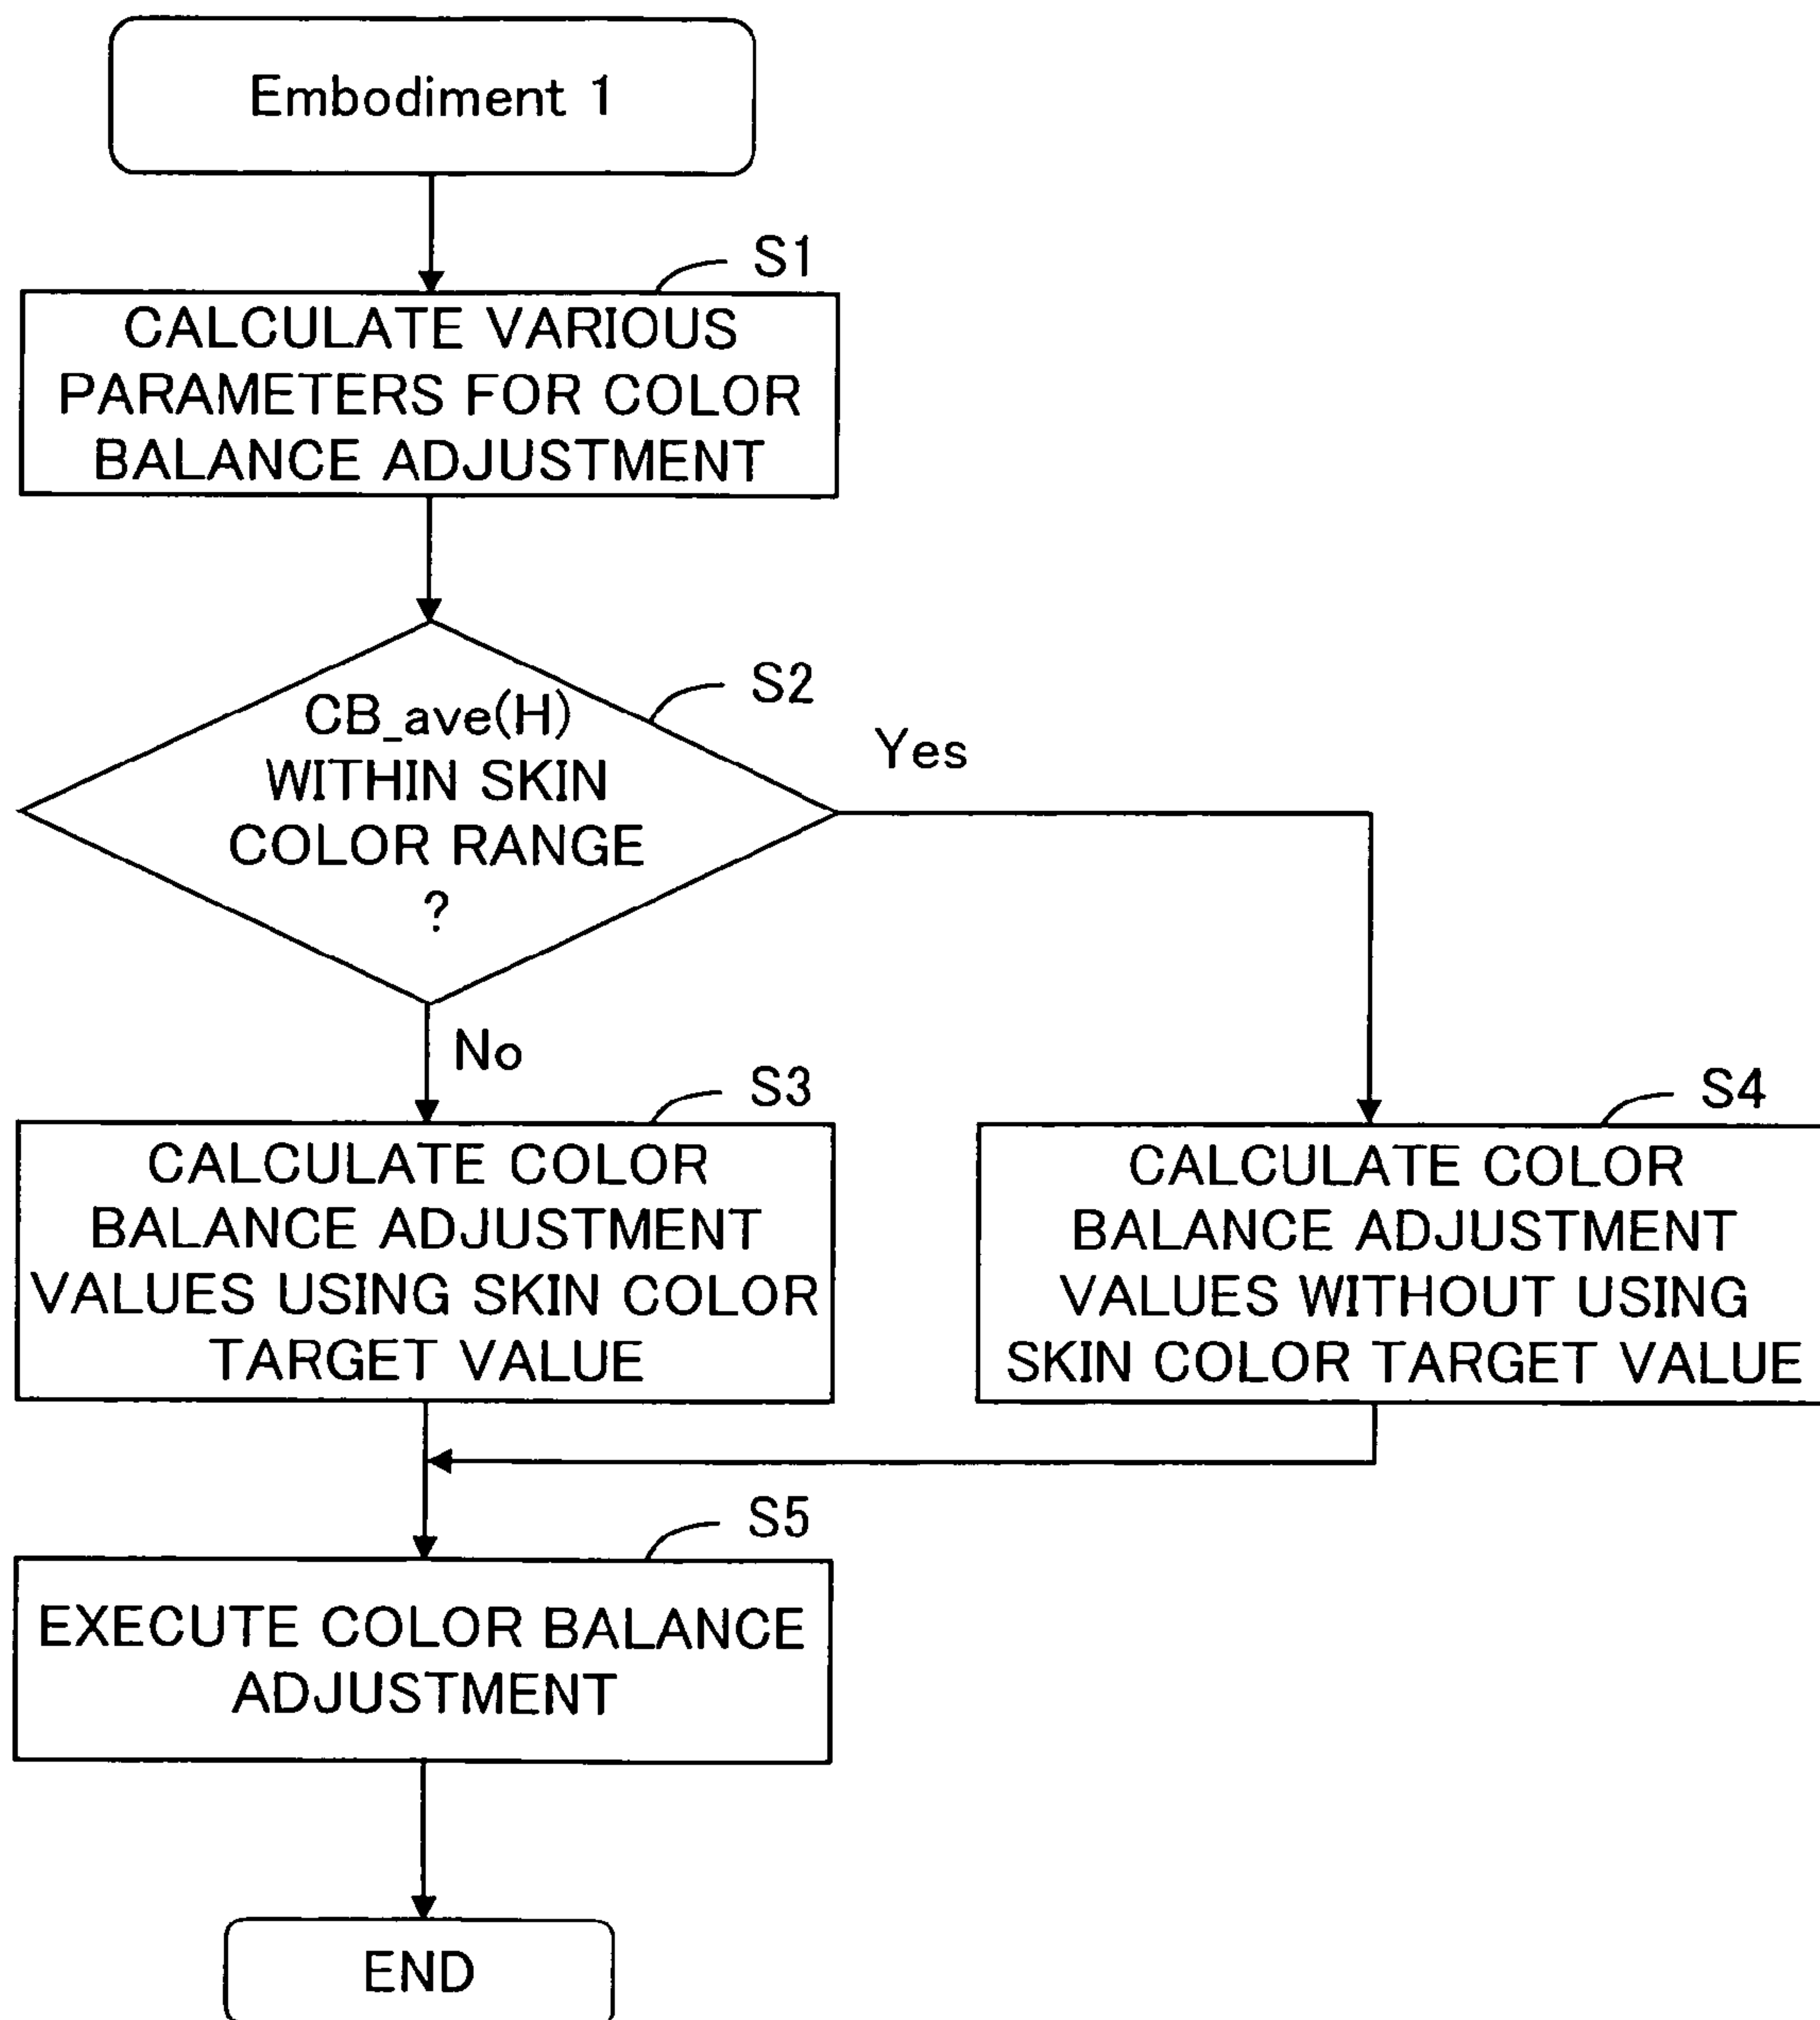 Embodiment 1
S1
CALCULATE VARIOUS
PARAMETERS FOR COLOR
BALANCE ADJUSTMENT
S2
CB_ave(H)
WITHIN SKIN
COLOR RANGE
?
Yes
No
S3
CALCULATE COLOR
BALANCE ADJUSTMENT
VALUES USING SKIN COLOR
TARGET VALUE
S4
CALCULATE COLOR
BALANCE ADJUSTMENT
VALUES WITHOUT USING
SKIN COLOR TARGET VALUE
S5
EXECUTE COLOR BALANCE
ADJUSTMENT
END